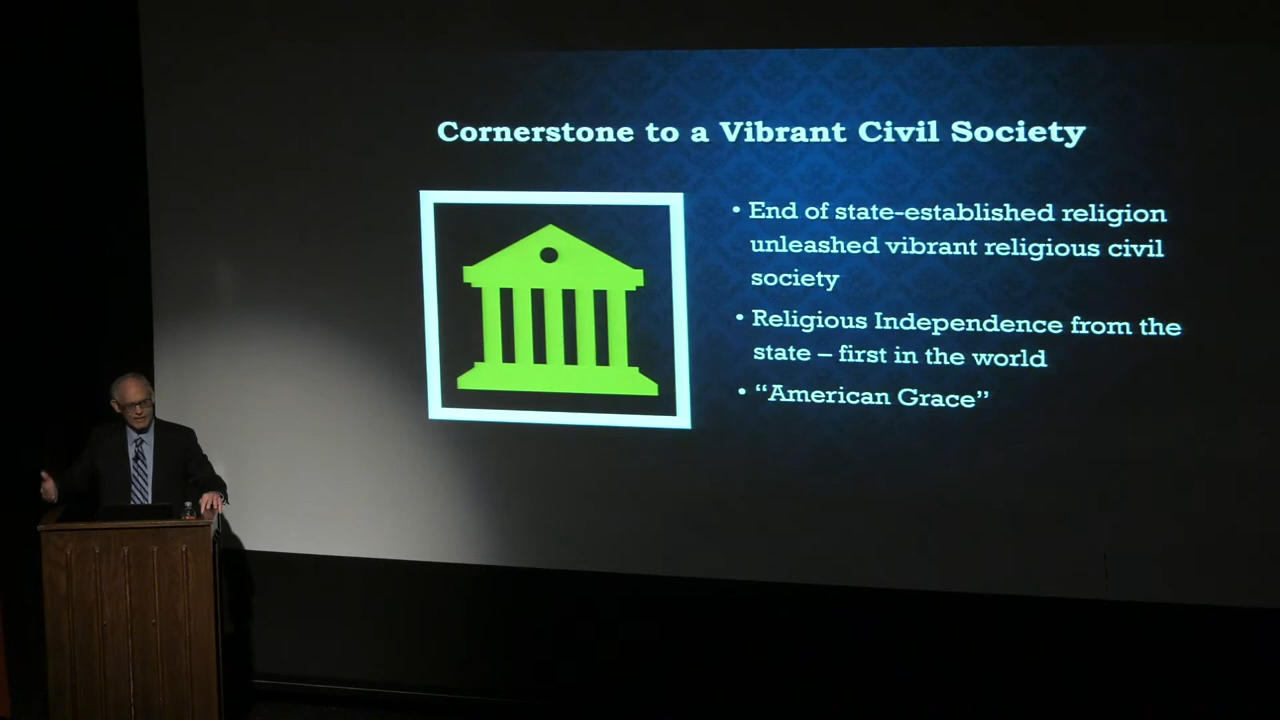 Cornerstone to a Vibrant Civil Society
• End of state-established religion
unleashed vibrant religious civil
society
• Religious Independence from the
state – first in the world
• “American Grace”